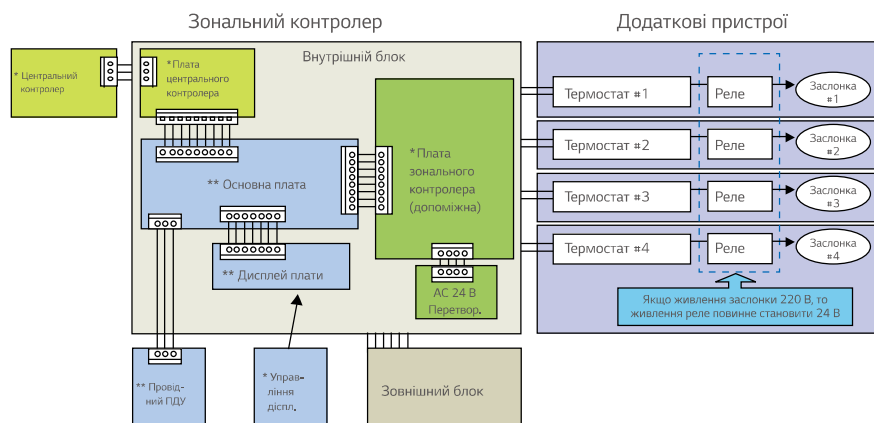 Зональний контролер
Додаткові пристрої
Внутрішній блок
* Центральний
контролер
* Плата
центрального
контролера
** Основна плата
* Плата
зонального
контролера
(допоміжна)
** Дисплей плати
АС 24 В
Перетвор.
** Провід-
ний ПДУ
* Управ-
ління
діспл.
Зовнішний блок
Термостат #1
Реле
Заслонка
#1
Термостат #2
Реле
Заслонка
#2
Термостат #3
Реле
Заслонка
#3
Термостат #4
Реле
Заслонка
#4
Якщо живлення заслонки 220 В, то
живлення реле повинне становити 24 В